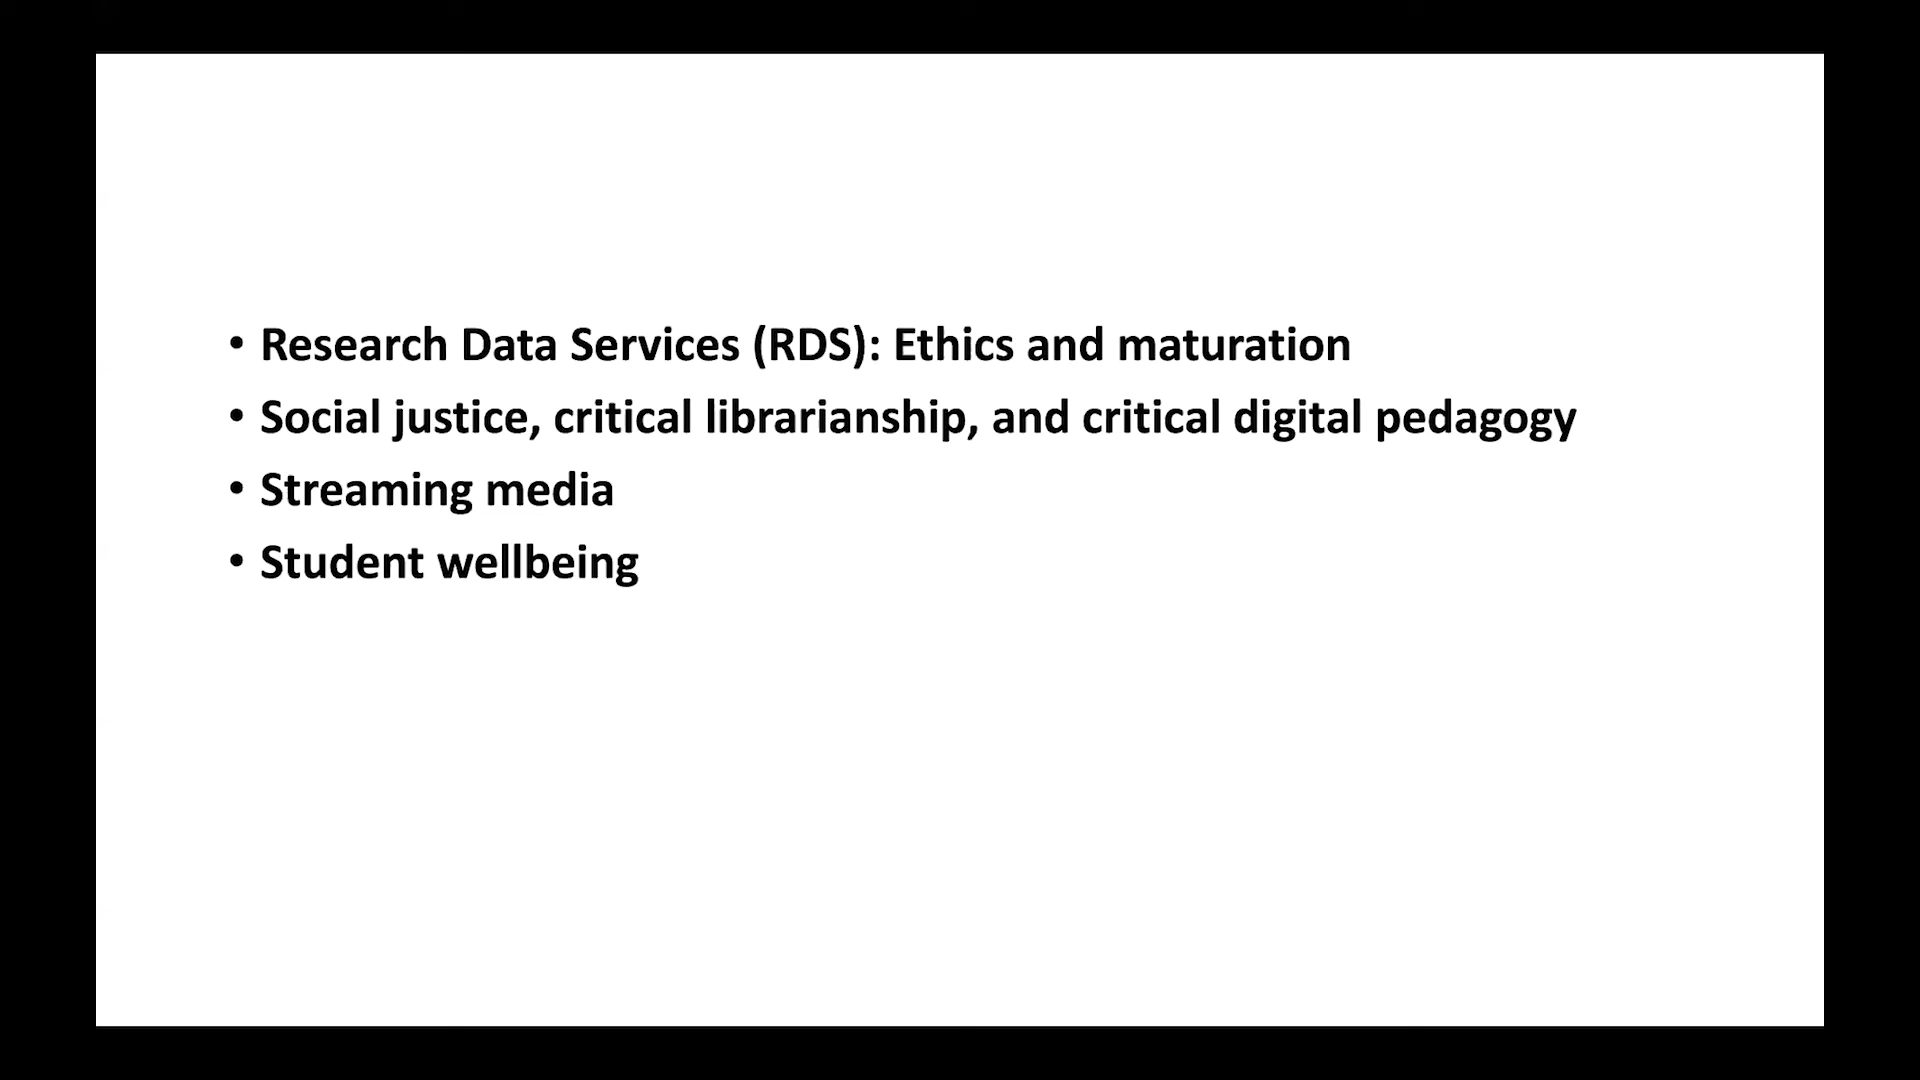 • Research Data Services (RDS): Ethics and maturation
• Social justice, critical librarianship, and critical digital pedagogy
• Streaming media
• Student wellbeing